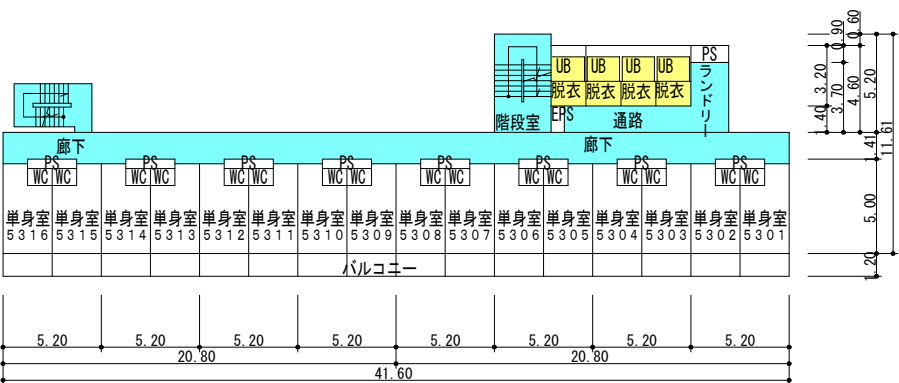 PS
UB UB UB UB
脱衣 脱衣 脱衣 脱衣
ランドリー
階段室
EPS
通路
廊下
廊下
PS PS PS PS PS PS PS PS
WC WC WC WC WC WC WC WC WC WC WC WC WC WC WC WC
単身室 単身室 単身室 単身室 単身室 単身室 単身室 単身室 単身室 単身室 単身室 単身室 単身室 単身室 単身室 単身室
5316 5315 5314 5313 5312 5311 5310 5309 5308 5307 5306 5305 5304 5303 5302 5301
バルコニー
5.20 5.20 5.20 5.20 5.20 5.20 5.20 5.20
20.80 20.80
41.60
1.40
3.20
3.70
0.90
4.60
0.60
5.20
11.61
1.41
5.00
1.20